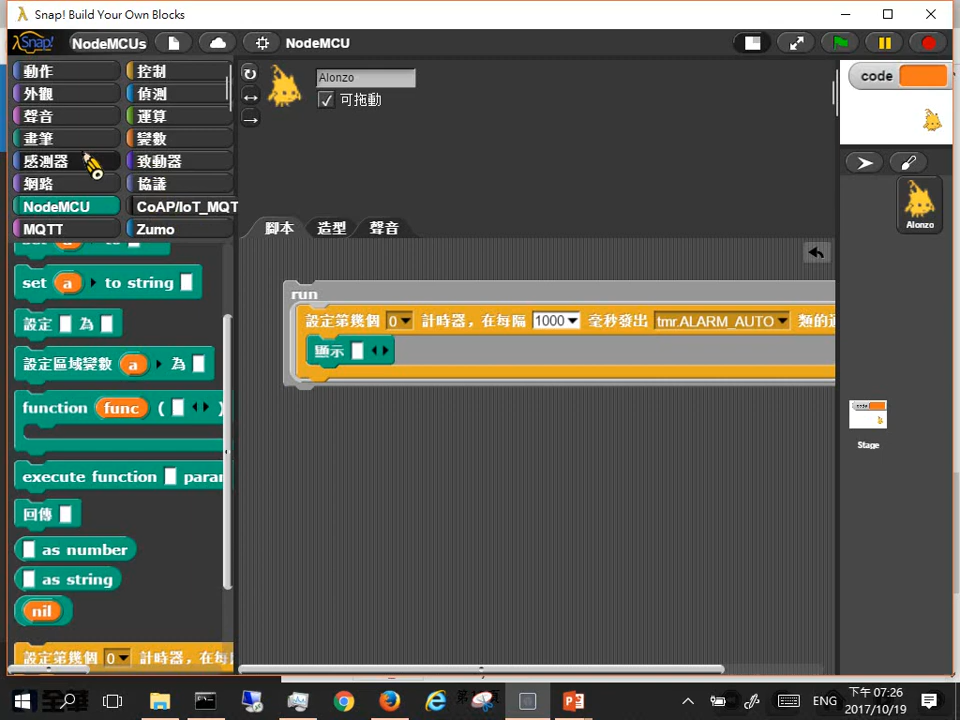 Snap! Build Your Own Blocks
Snap! NodeMCUs NodeMCU
動作 控制
外觀 偵測
聲音 運算
畫筆 變數
感測器 致動器
網路 協議
NodeMCU CoAP/IoT_MQT
MQTT Zumo
Alonzo
可拖動
code
腳本 造型 聲音
Alonzo
Stage
set a to
set a to string
設定 為
設定區域變數 a 為
function func ( )
execute function param
回傳
as number
as string
nil
設定第幾個 0 計時器，在每隔
run
設定第幾個 0 計時器，在每隔 1000 毫秒發出 tmr.ALARM_AUTO 類的
顯示
ENG
下午 07:26
2017/10/19